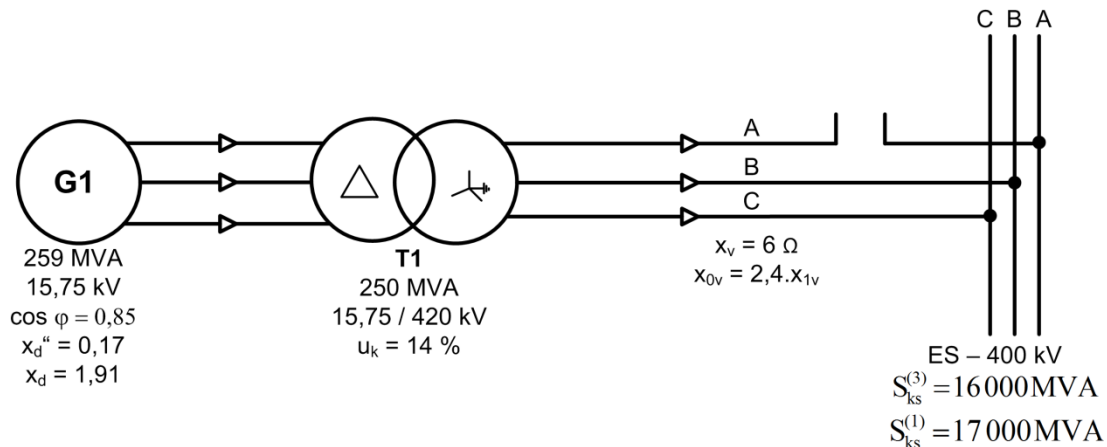 C B A
A
B
C
G1
259 MVA
15,75 kV
cos φ = 0,85
x_d“ = 0,17
x_d = 1,91
T1
250 MVA
15,75 / 420 kV
u_k = 14 %
x_v = 6 Ω
x_0v = 2,4.x_1v
ES – 400 kV
S_ks^(3) = 16 000 MVA
S_ks^(1) = 17 000 MVA